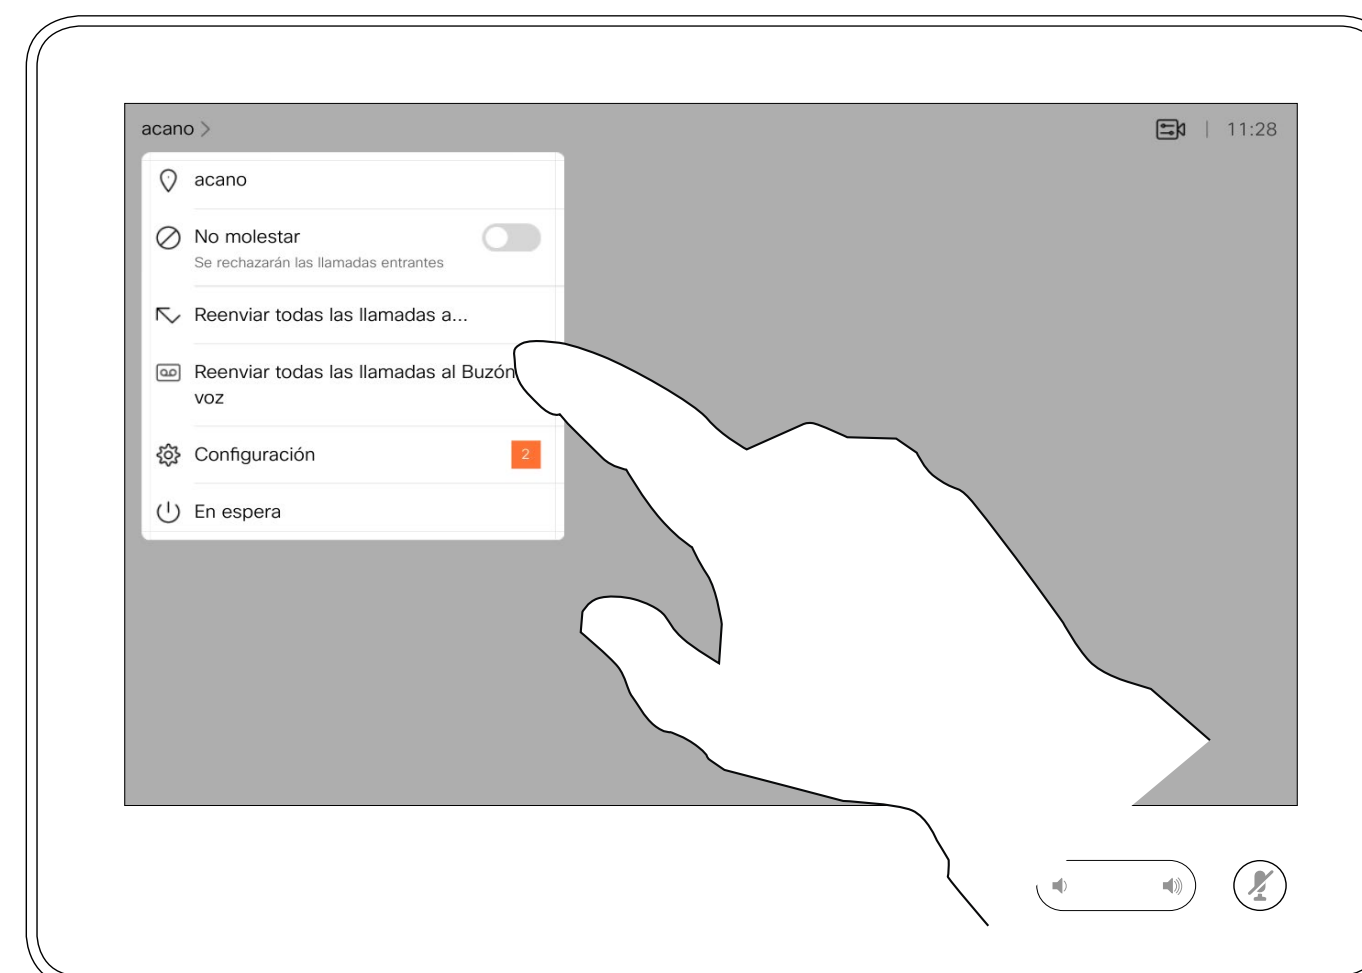 acano >
11:28
acano
No molestar
Se rechazarán las llamadas entrantes
Reenviar todas las llamadas a...
Reenviar todas las llamadas al Buzón
voz
Configuración 2
En espera